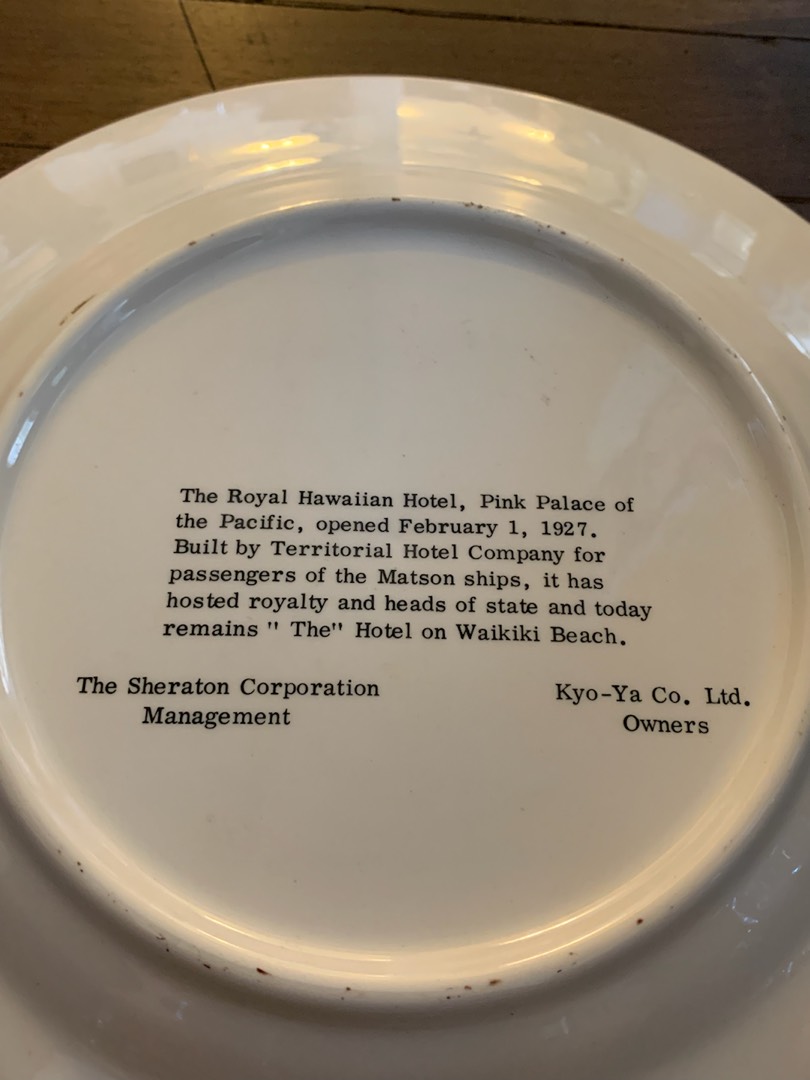 The Royal Hawaiian Hotel, Pink Palace of
the Pacific, opened February 1, 1927.
Built by Territorial Hotel Company for
passengers of the Matson ships, it has
hosted royalty and heads of state and today
remains " The" Hotel on Waikiki Beach.
The Sheraton Corporation
Management
Kyo-Ya Co. Ltd.
Owners